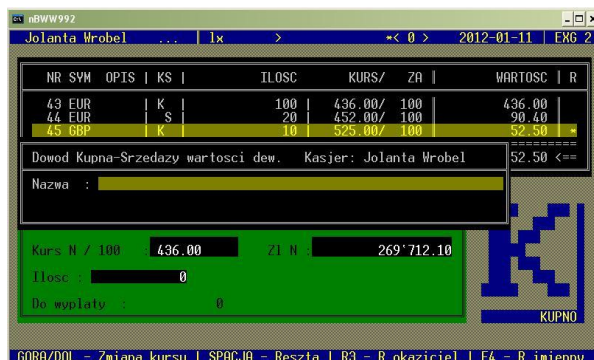 nBWW992
Jolanta Wrobel ... | 1x > *< 0 > 2012-01-11 | EXG 2
NR SYM OPIS | KS | ILOSC KURS/ ZA || WARTOSC || R
43 EUR | K | 100 | 436.00/ 100 || 436.00
44 EUR | S | 20 | 452.00/ 100 || 90.40
45 GBP | K | 10 | 525.00/ 100 || 52.50 *
=========
52.50 <==
Dowod Kupna-Srzedazy wartosci dew. Kasjer: Jolanta Wrobel
Nazwa :
Kurs N / 100 : 436.00 Zl N : 269'712.10
Ilosc : 0
Do wyplaty : 0
K
KUPNO
GORA/DOL - Zmiana kursu | SPACJA - Reszta | R3 - R okaziciel | F4 - R imienny